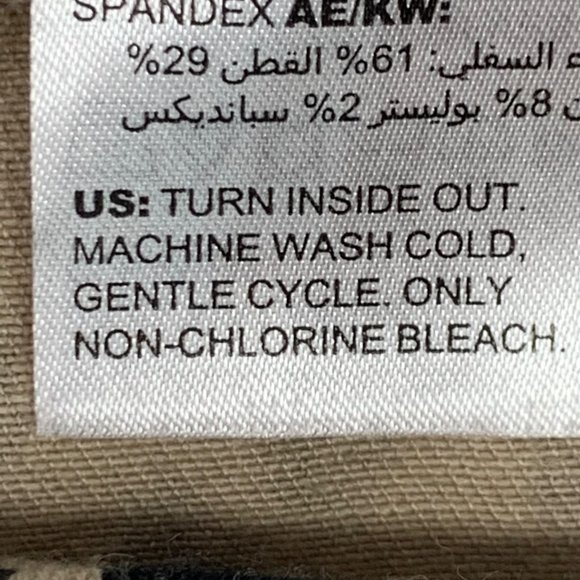 SPANDEX AE/KW:
السفلي: 61% القطن 29%
8% بوليستر 2% سبانديكس
US: TURN INSIDE OUT.
MACHINE WASH COLD,
GENTLE CYCLE. ONLY
NON-CHLORINE BLEACH.